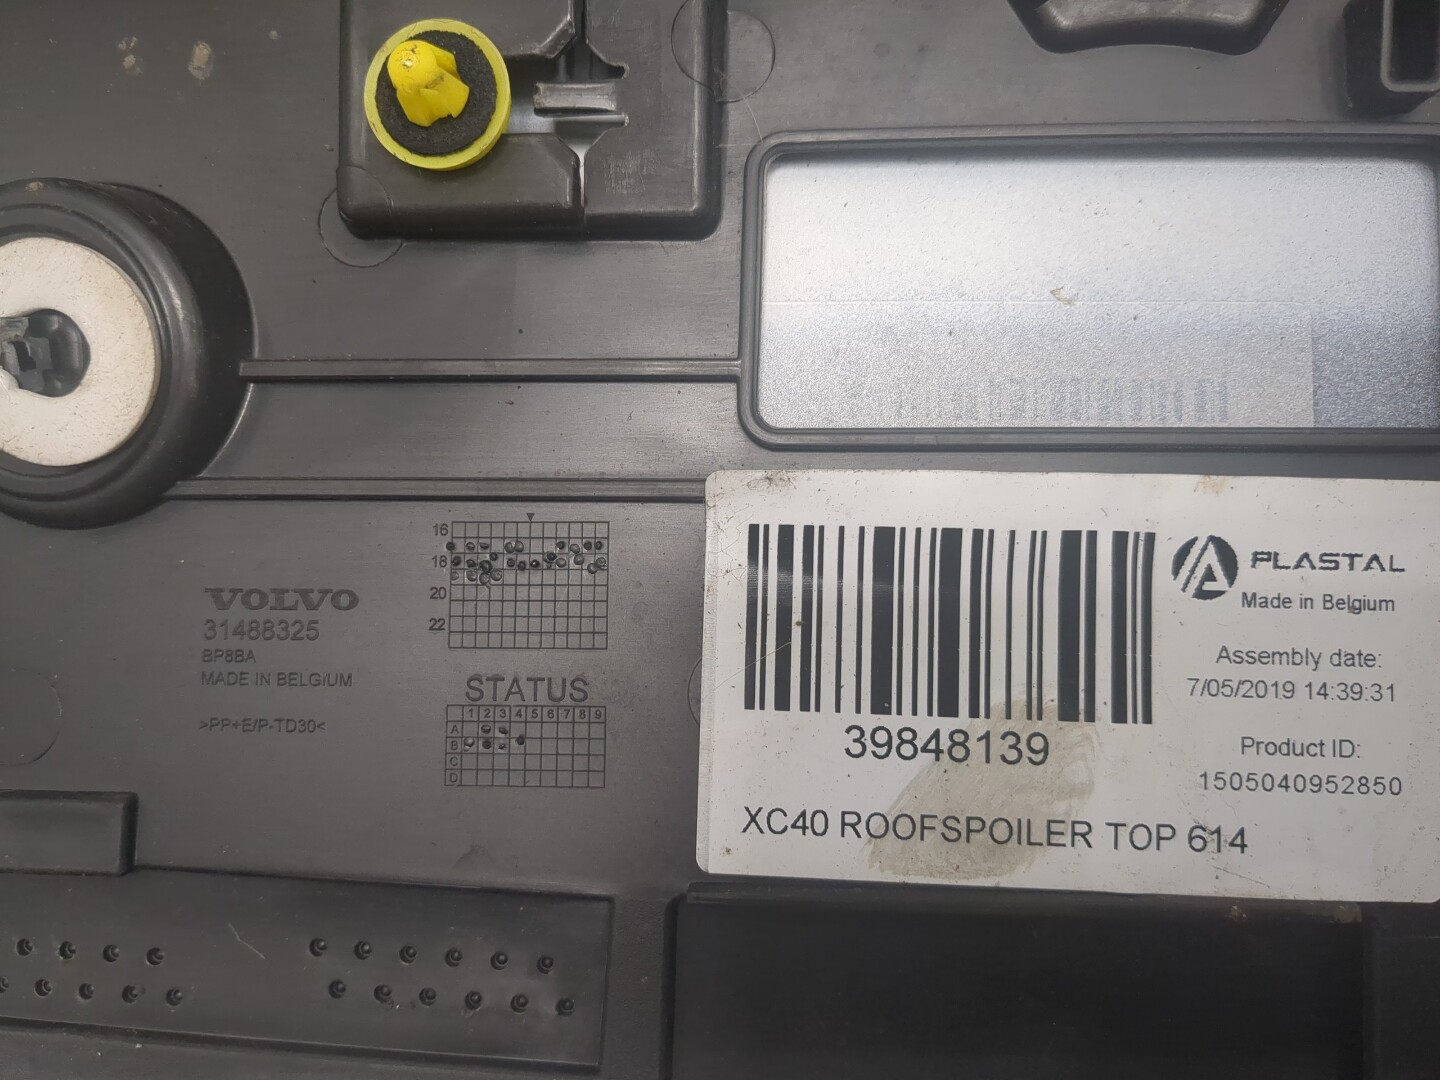 16
18
20
22
VOLVO
31488325
BP8BA
MADE IN BELGIUM
>PP+E/P-TD30<
STATUS
1 2 3 4 5 6 7 8 9
A
B
C
D
PLASTAL
Made in Belgium
Assembly date:
7/05/2019 14:39:31
39848139
Product ID:
1505040952850
XC40 ROOFSPOILER TOP 614